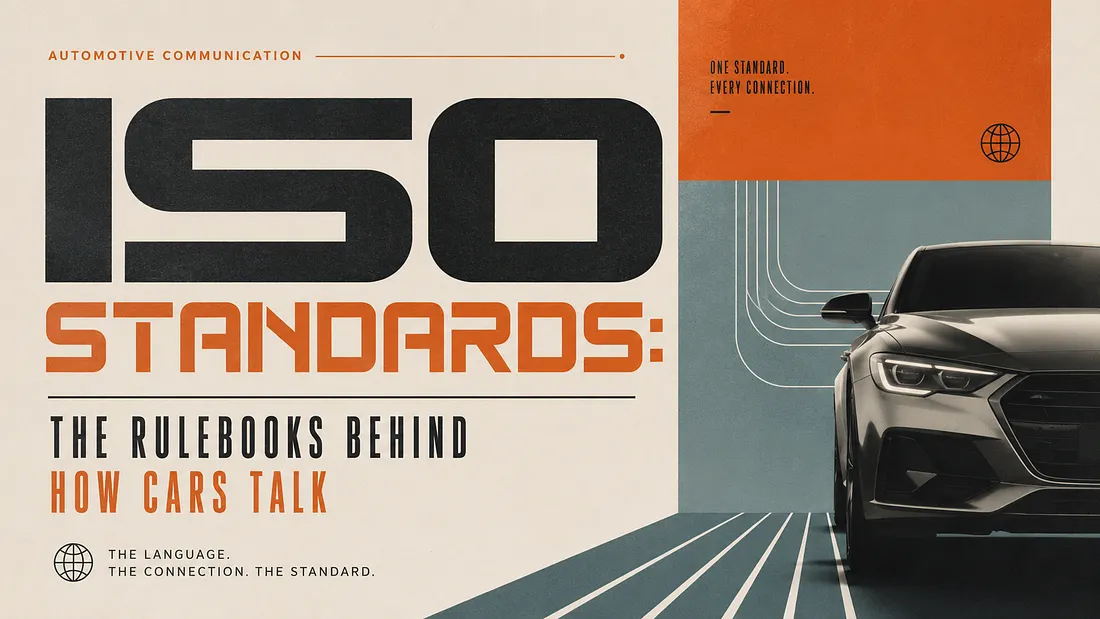 AUTOMOTIVE COMMUNICATION
ISO
STANDARDS:
THE RULEBOOKS BEHIND
HOW CARS TALK
THE LANGUAGE.
THE CONNECTION. THE STANDARD.
ONE STANDARD.
EVERY CONNECTION.